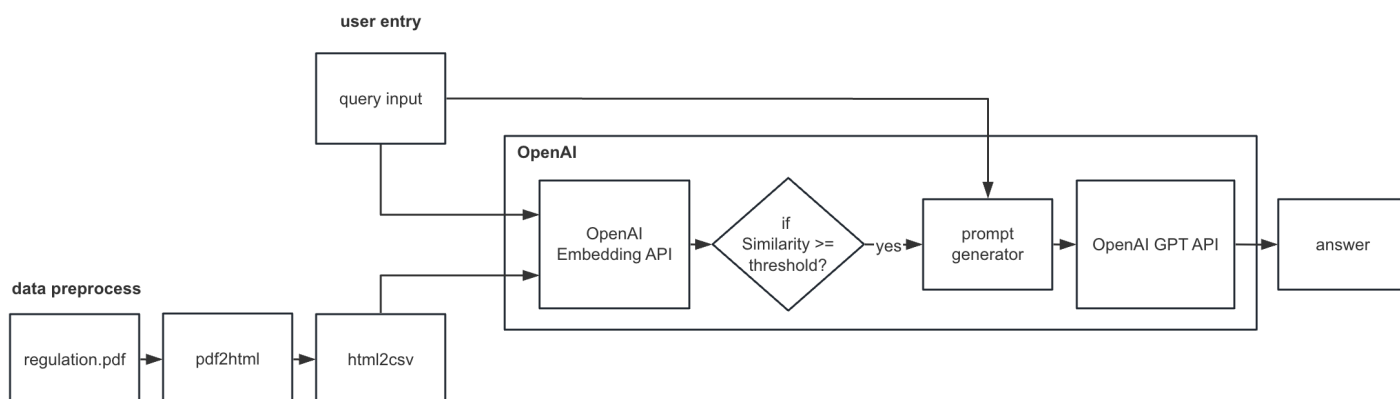 user entry
query input
OpenAI
OpenAI
Embedding API
if
Similarity >=
threshold?
yes
prompt
generator
OpenAI GPT API
answer
data preprocess
regulation.pdf
pdf2html
html2csv